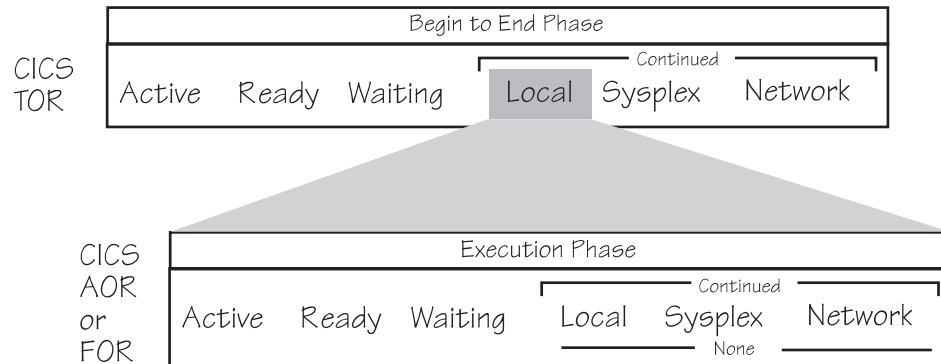 Begin to End Phase
CICS
TOR
Continued
Active Ready Waiting Local Sysplex Network
Execution Phase
CICS
AOR
or
FOR
Continued
Active Ready Waiting Local Sysplex Network
None